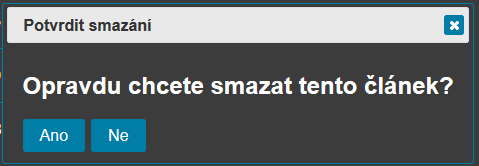 Potvrdit smazání
Opravdu chcete smazat tento článek?
Ano Ne